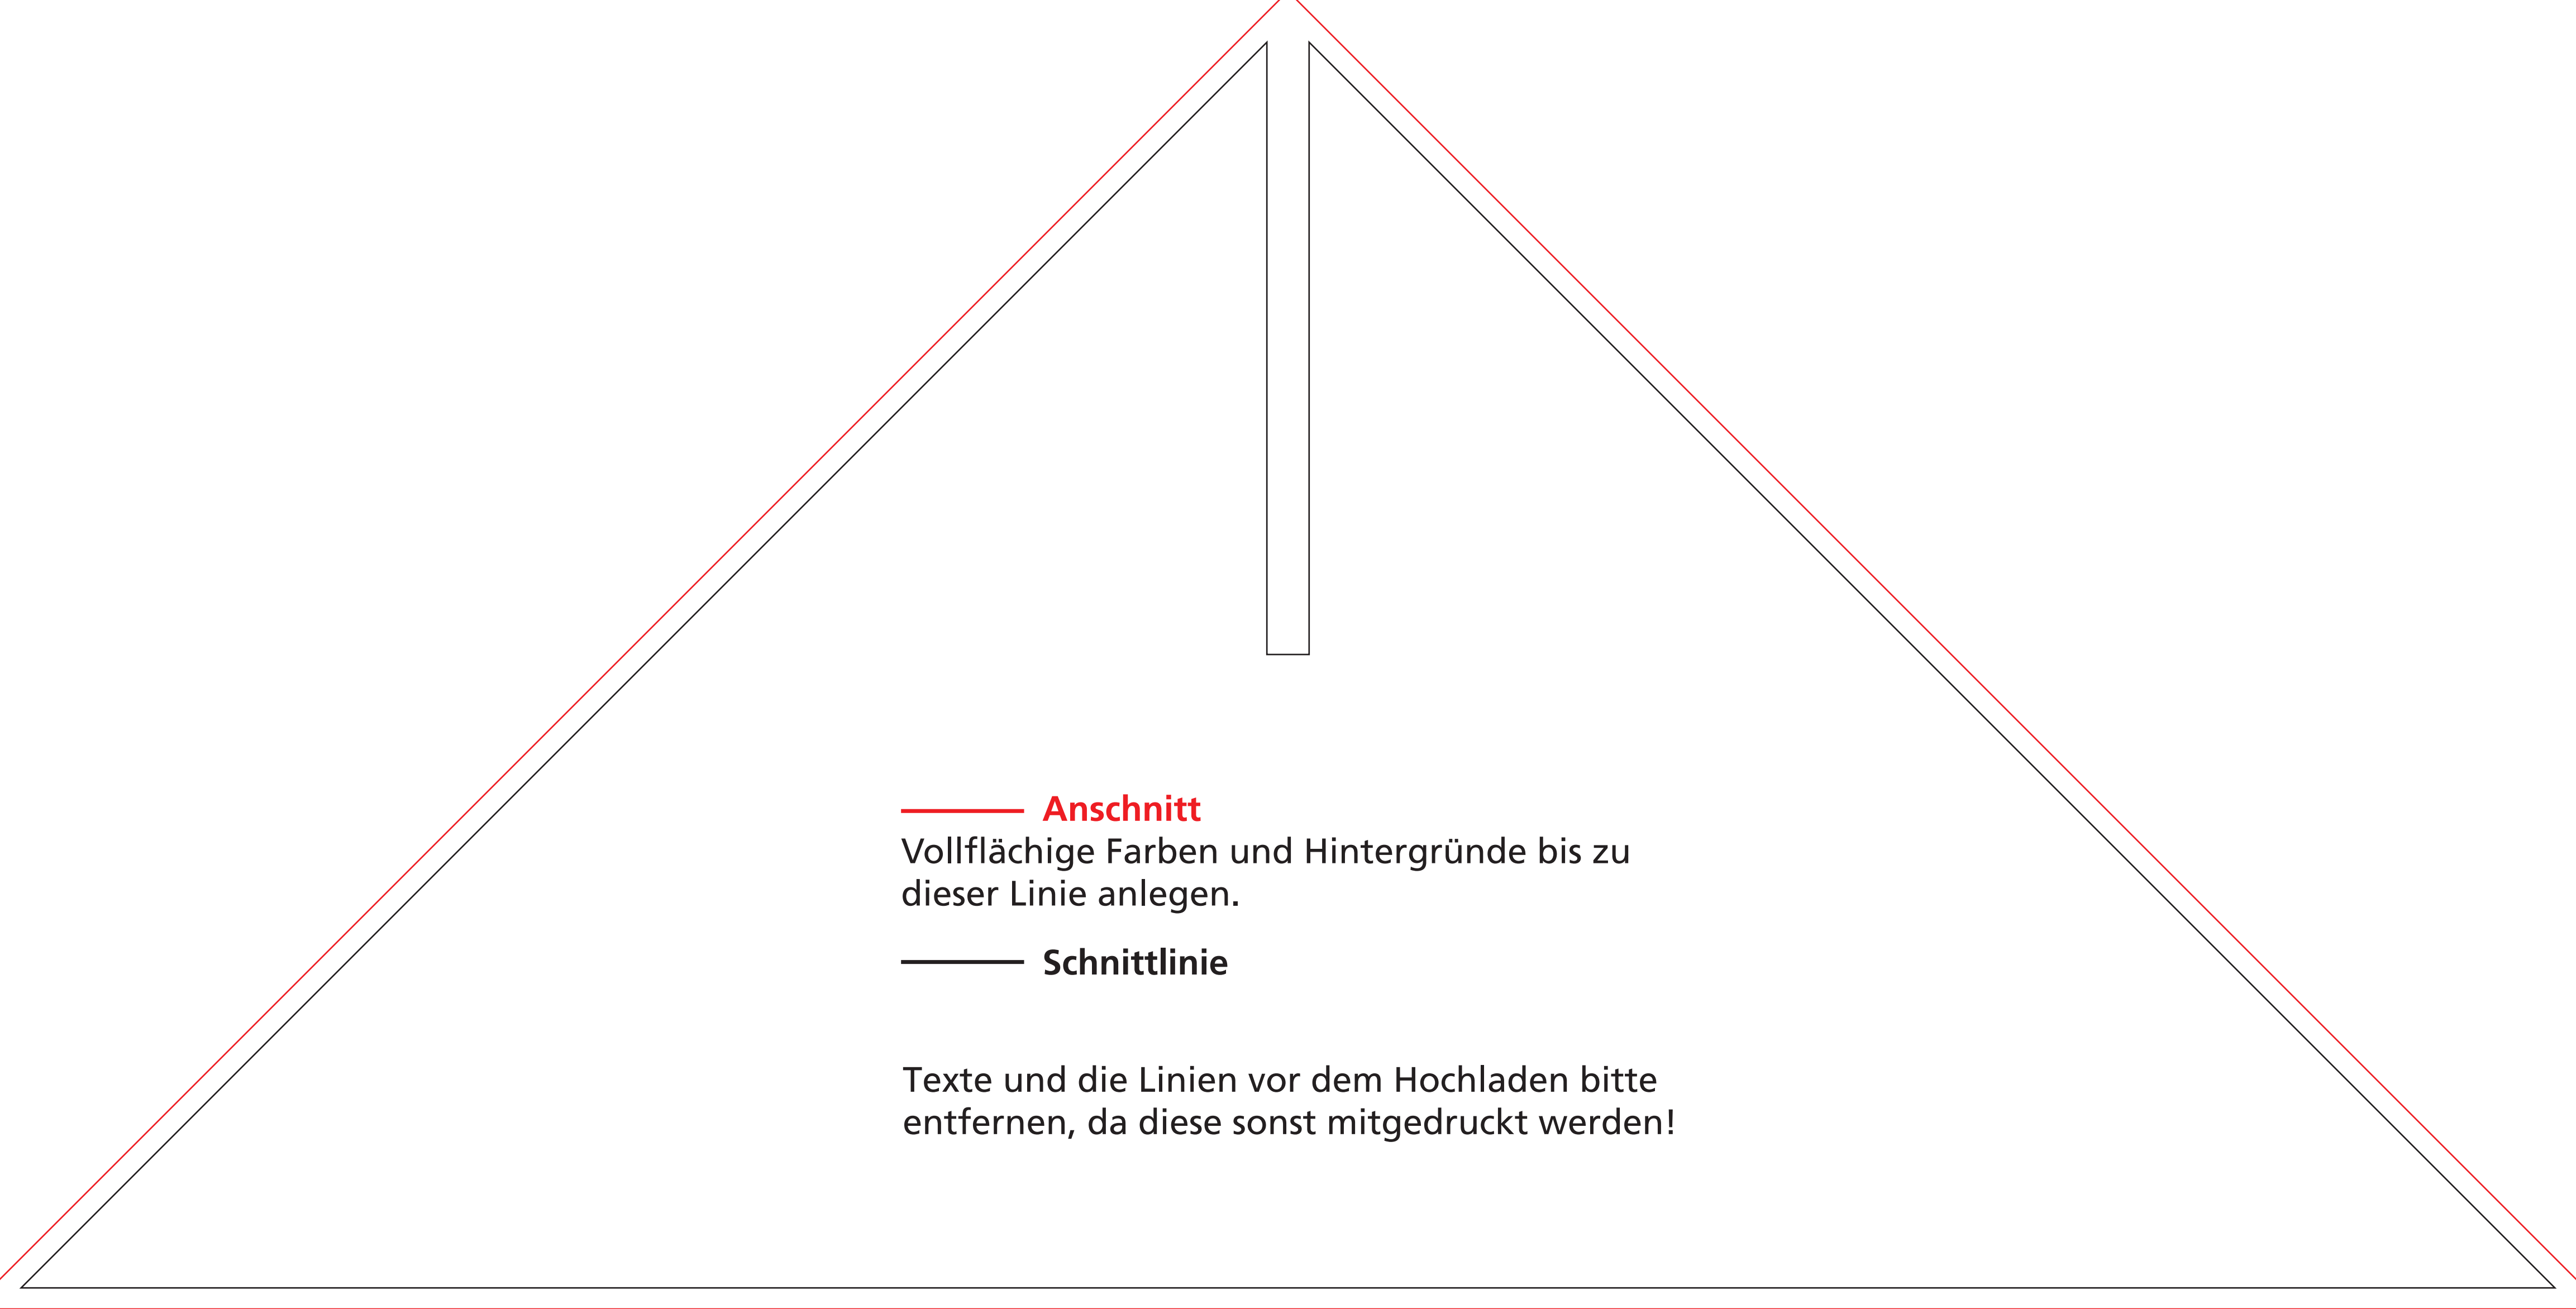 Anschnitt
Vollflächige Farben und Hintergründe bis zu
dieser Linie anlegen.
Schnittlinie
Texte und die Linien vor dem Hochladen bitte
entfernen, da diese sonst mitgedruckt werden!